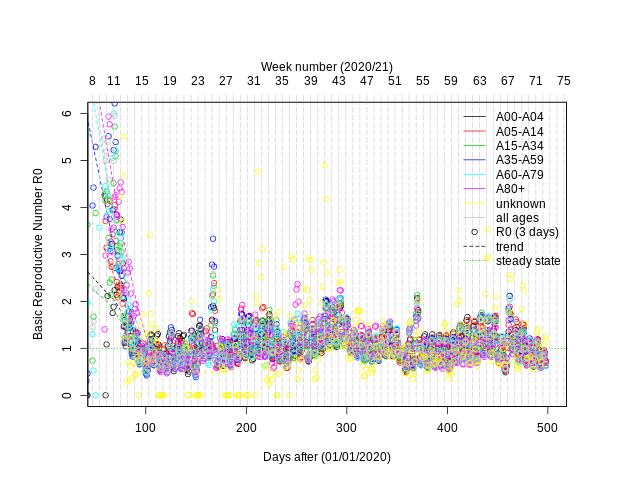 Week number (2020/21)
8 11 15 19 23 27 31 35 39 43 47 51 55 59 63 67 71 75
Basic Reproductive Number R0
6
5
4
3
2
1
0
A00-A04
A05-A14
A15-A34
A35-A59
A60-A79
A80+
unknown
all ages
R0 (3 days)
trend
steady state
100 200 300 400 500
Days after (01/01/2020)